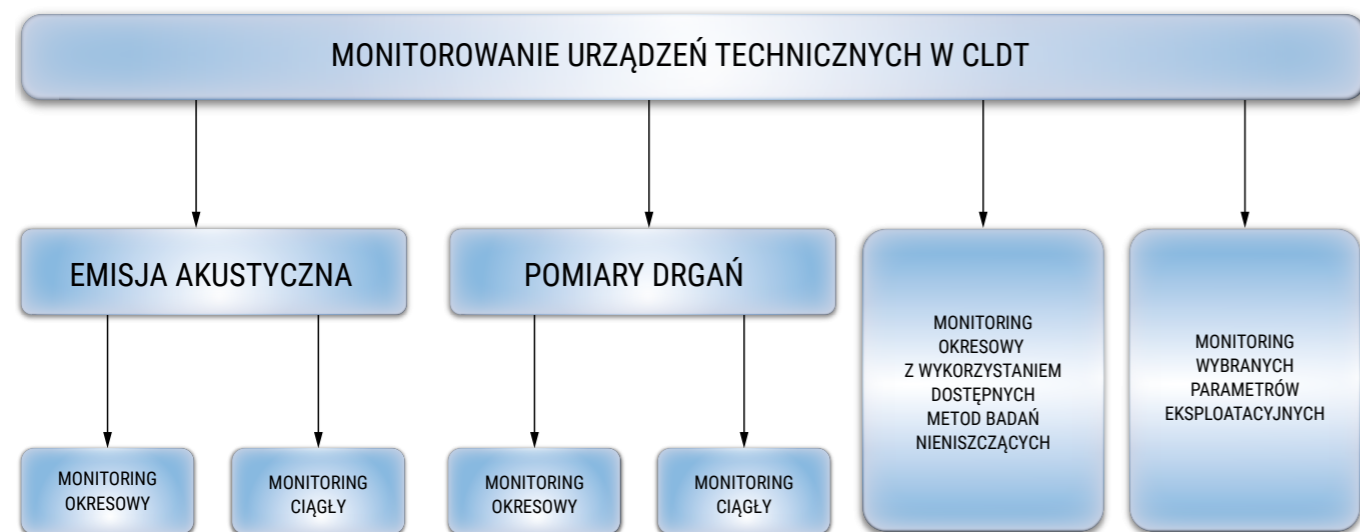 MONITOROWANIE URZĄDZEŃ TECHNICZNYCH W CLDT
EMISJA AKUSTYCZNA
POMIARY DRGAŃ
MONITORING
OKRESOWY
Z WYKORZYSTANIEM
DOSTĘPNYCH
METOD BADAŃ
NIENISZCZĄCYCH
MONITORING
WYBRANYCH
PARAMETRÓW
EKSPLOATACYJNYCH
MONITORING
OKRESOWY
MONITORING
CIĄGŁY
MONITORING
OKRESOWY
MONITORING
CIĄGŁY